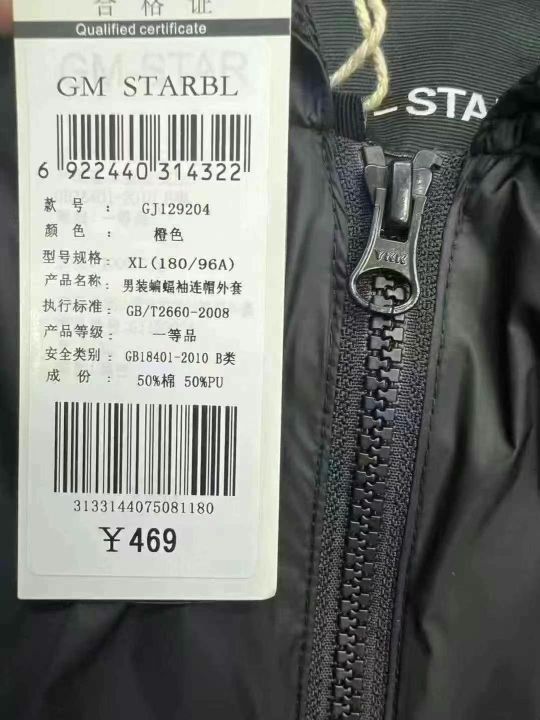 合格证
Qualified certificate
GM STARBL
6 922440 314322
款号: GJ129204
颜色: 橙色
型号规格: XL(180/96A)
产品名称: 男装蝙蝠袖连帽外套
执行标准: GB/T2660-2008
产品等级: 一等品
安全类别: GB18401-2010 B类
成份: 50%棉 50%PU
3133144075081180
￥469
L STAR
YKK